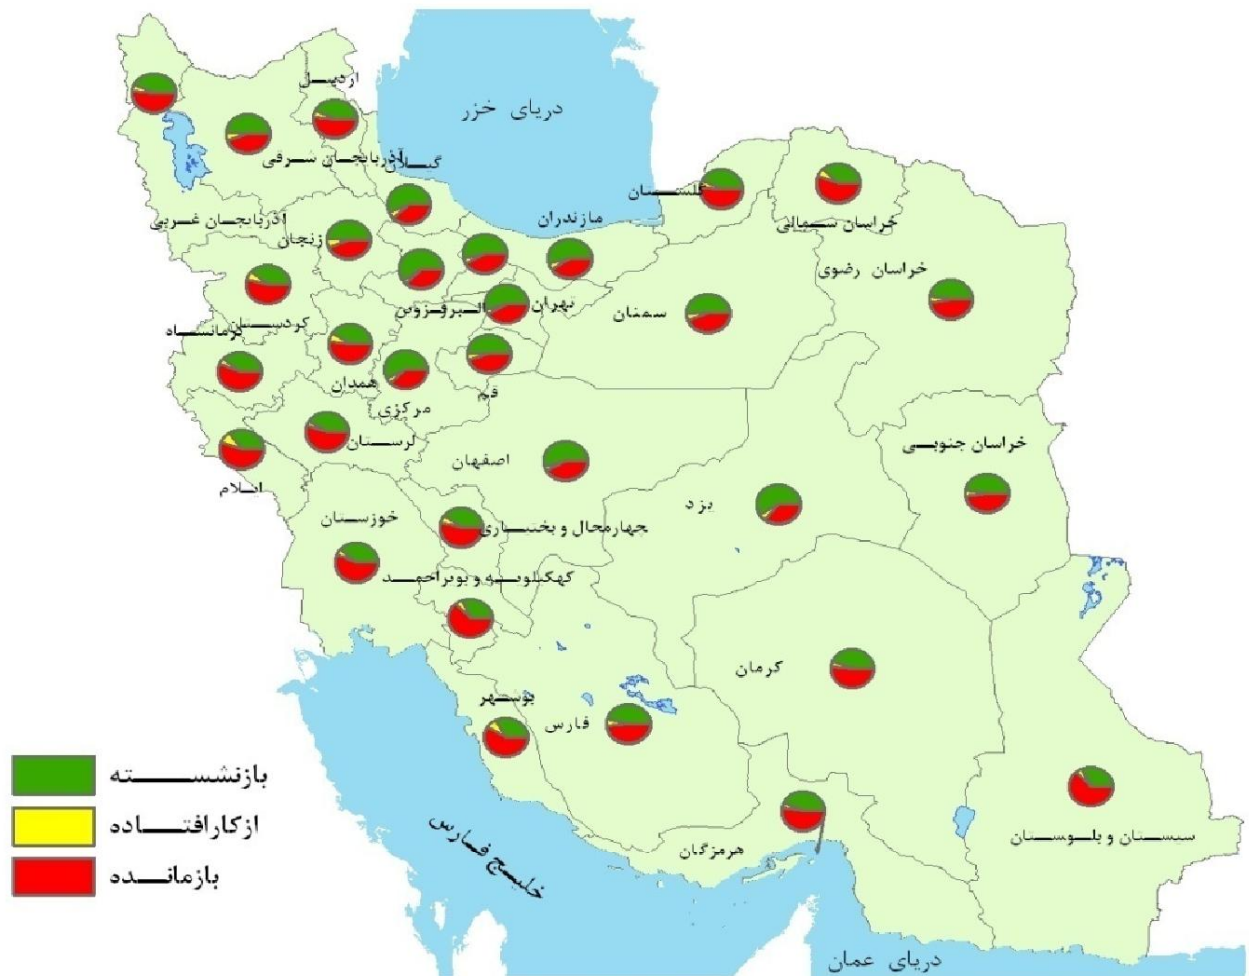 اردبیل
دریای خزر
آذربایجان شرقی
گیلان
گلستان
آذربایجان غربی
زنجان
مازندران
خراسان شمالی
خراسان رضوی
تهران
سمنان
البرز
قزوین
کردستان
کرمانشاه
همدان
مرکزی
قم
لرستان
اصفهان
خراسان جنوبی
ایلام
یزد
خوزستان
چهارمحال و بختیاری
کهکیلویه و بویراحمد
کرمان
بوشهر
فارس
بازنشسته
ازکارافتاده
بازمانده
خلیج فارس
هرمزگان
سیستان و بلوچستان
دریای عمان